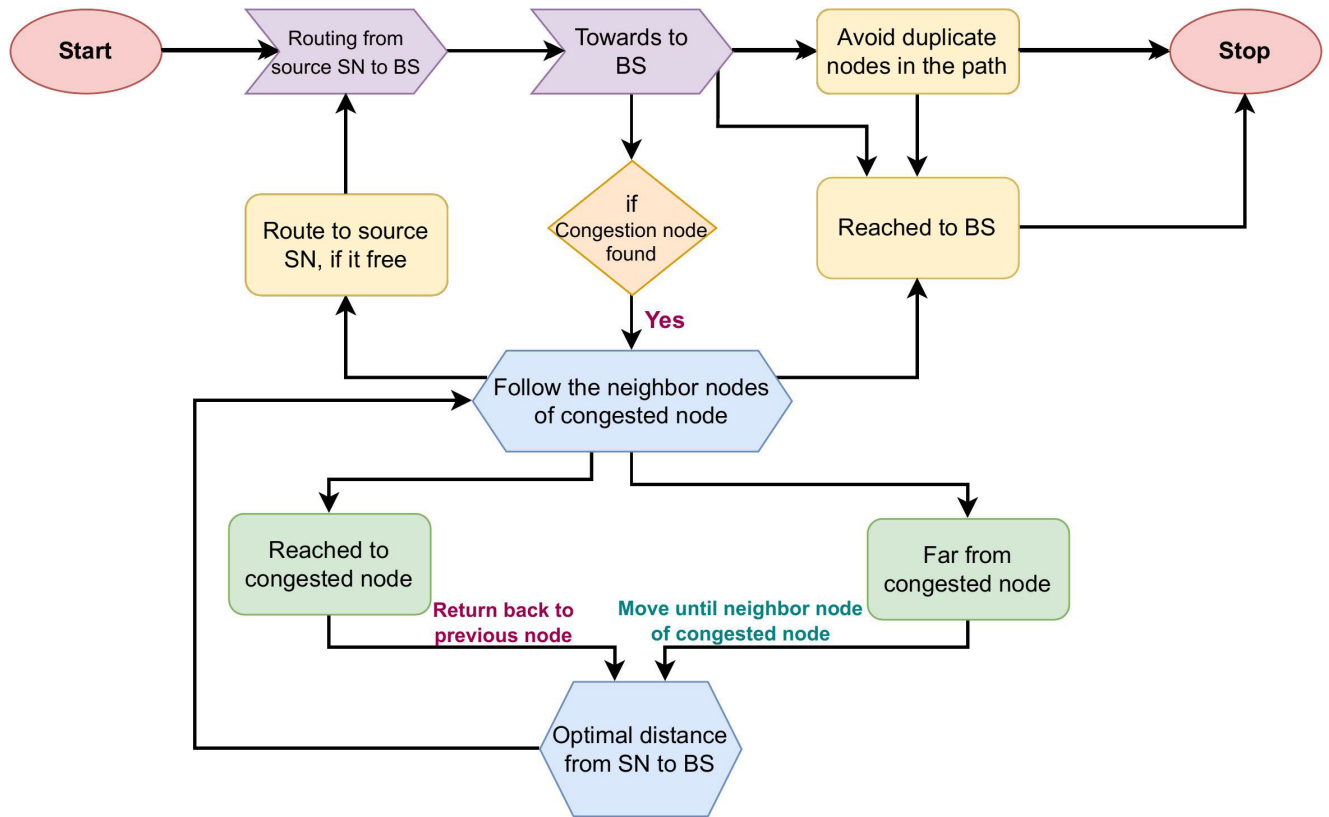 Start
Routing from
source SN to BS
Towards to
BS
Avoid duplicate
nodes in the path
Stop
Route to source
SN, if it free
if
Congestion node
found
Reached to BS
Yes
Follow the neighbor nodes
of congested node
Reached to
congested node
Far from
congested node
Return back to
previous node
Move until neighbor node
of congested node
Optimal distance
from SN to BS